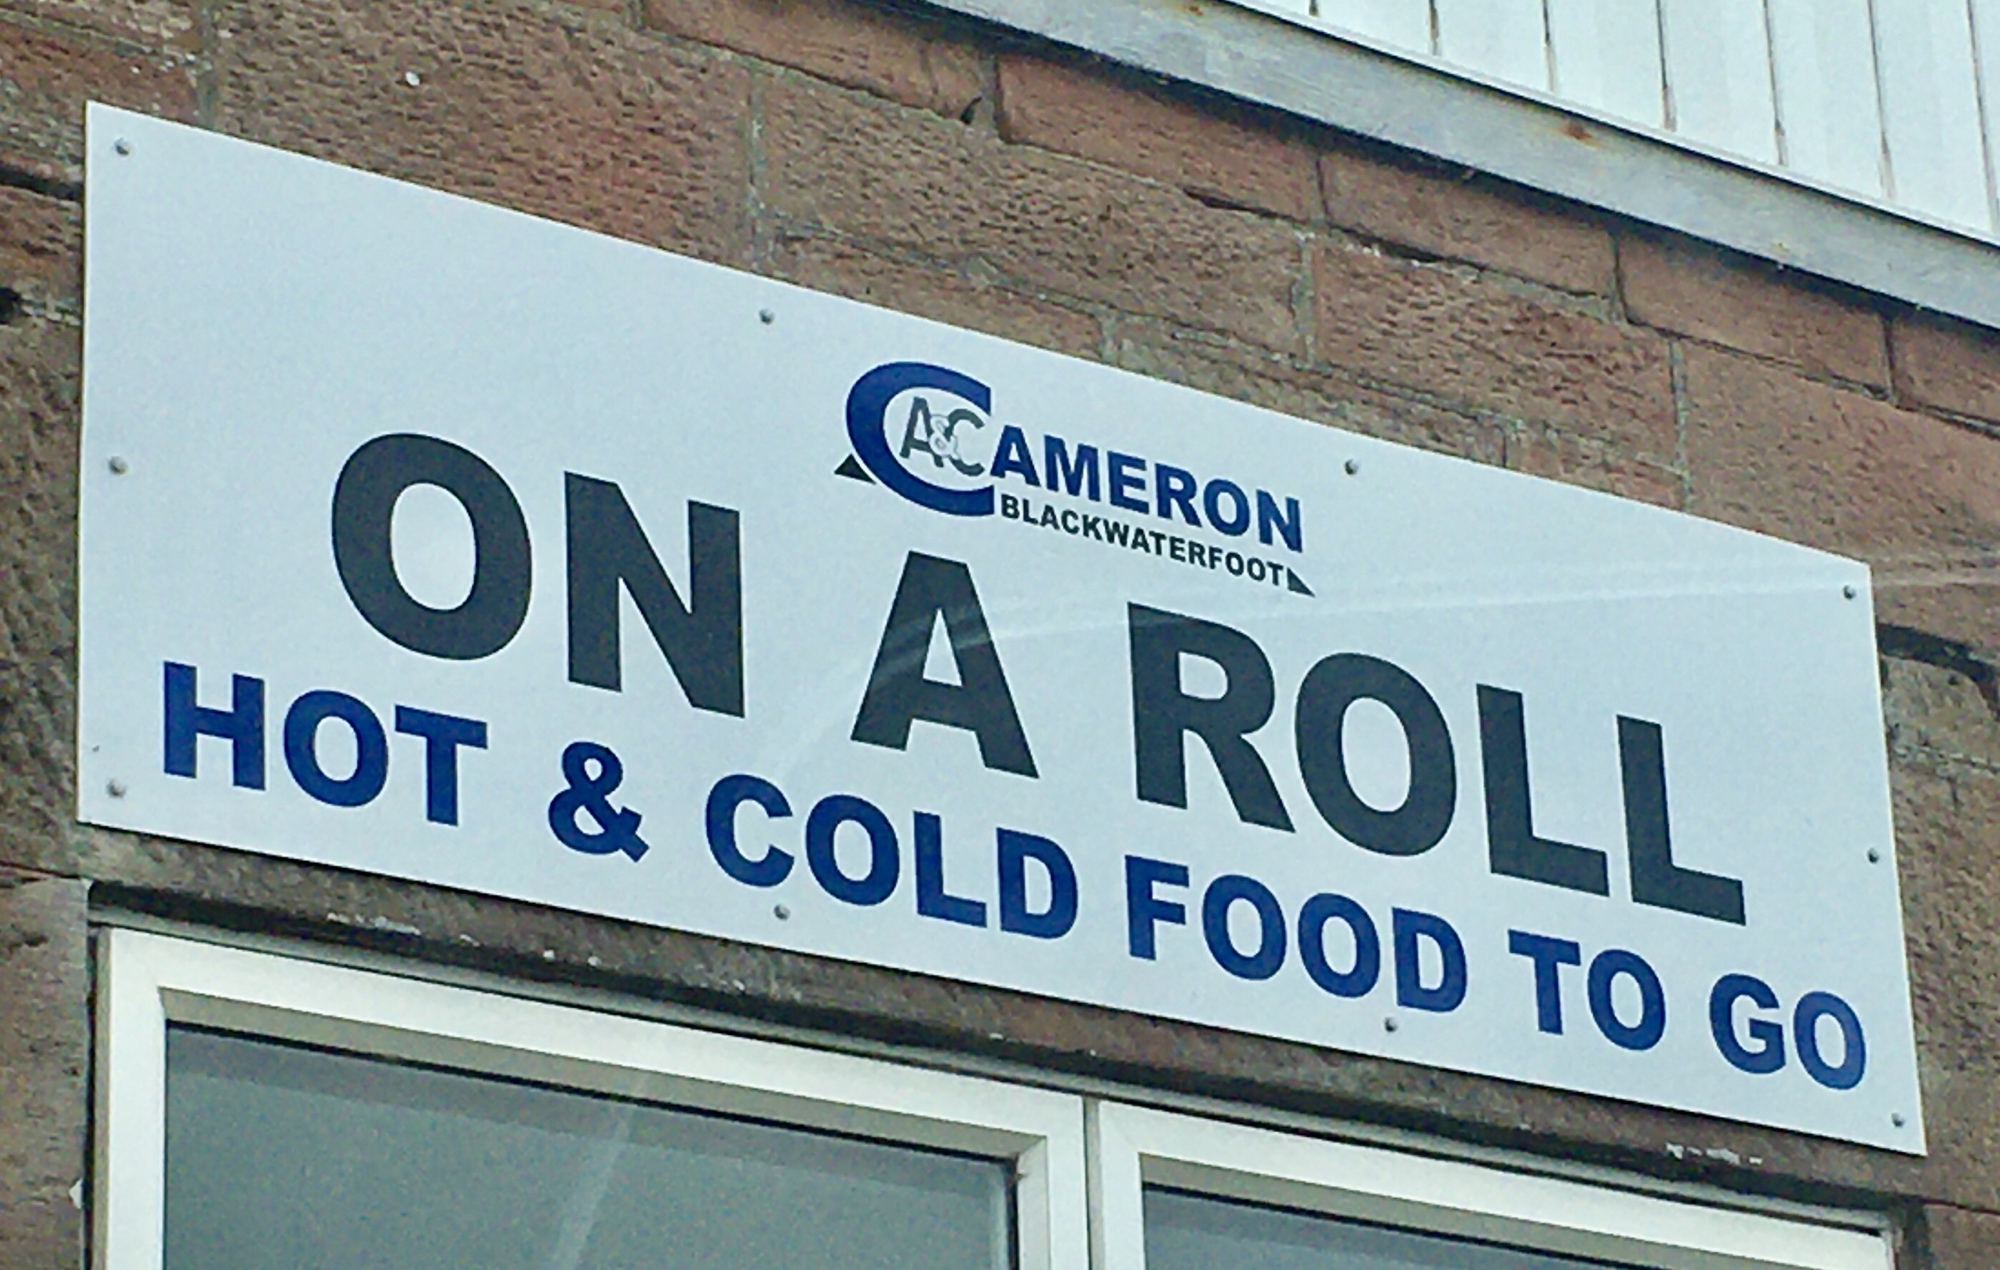 A&C CAMERON
BLACKWATERFOOT
ON A ROLL
HOT & COLD FOOD TO GO